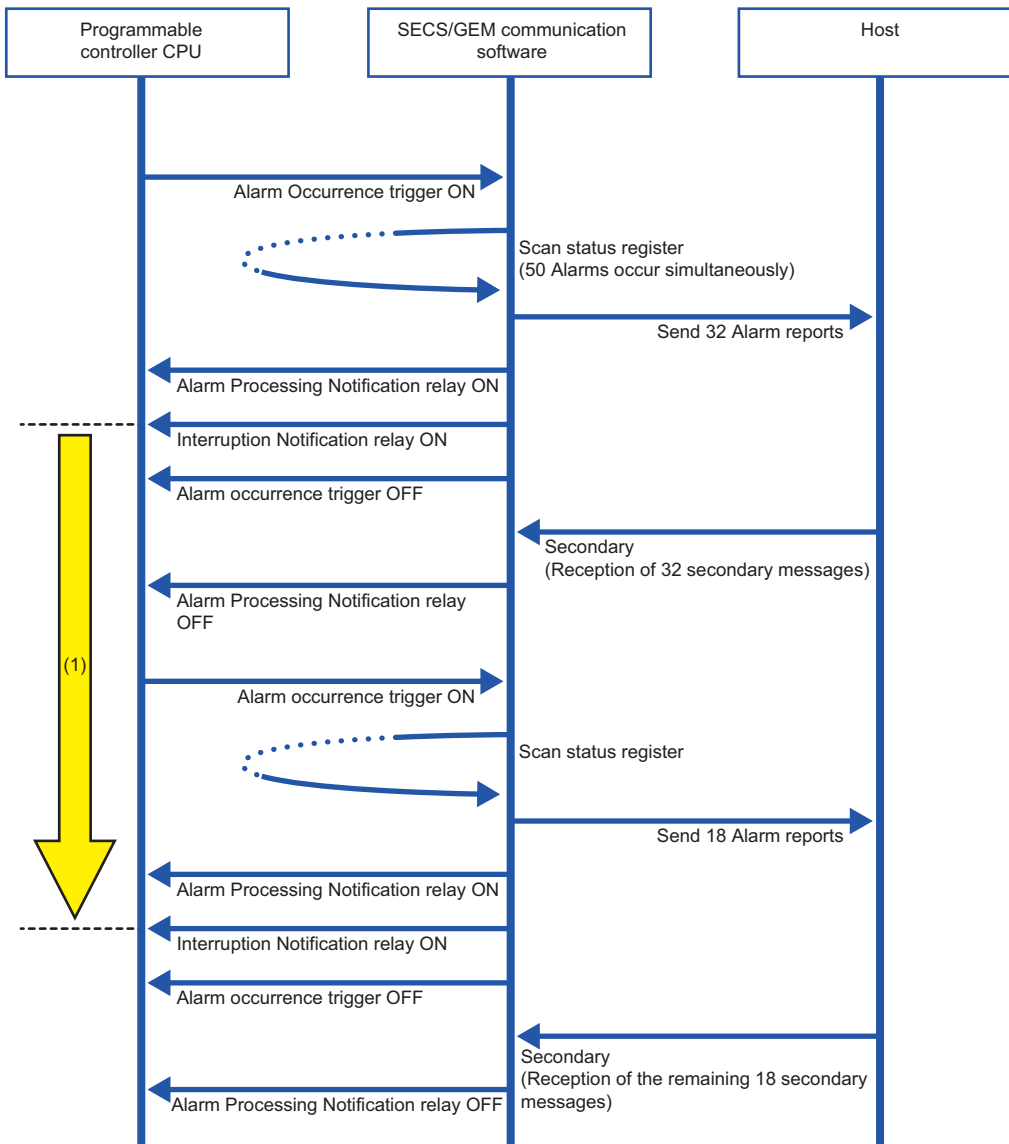 Programmable
controller CPU
SECS/GEM communication
software
Host
Alarm Occurrence trigger ON
Scan status register
(50 Alarms occur simultaneously)
Send 32 Alarm reports
Alarm Processing Notification relay ON
Interruption Notification relay ON
Alarm occurrence trigger OFF
Secondary
(Reception of 32 secondary messages)
Alarm Processing Notification relay
OFF
(1)
Alarm occurrence trigger ON
Scan status register
Send 18 Alarm reports
Alarm Processing Notification relay ON
Interruption Notification relay ON
Alarm occurrence trigger OFF
Secondary
(Reception of the remaining 18 secondary
messages)
Alarm Processing Notification relay OFF